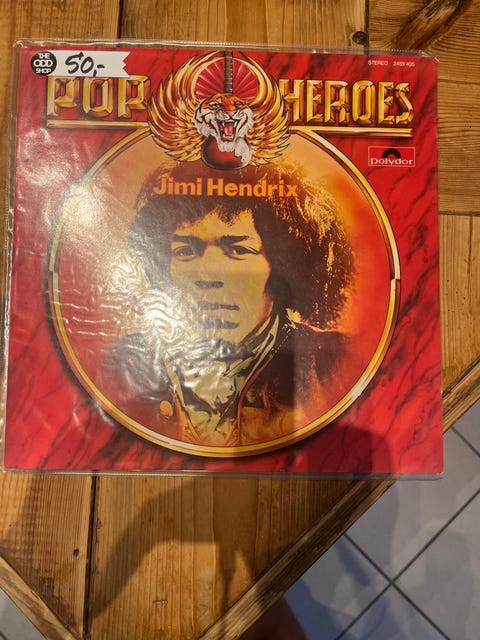 THE
ODD
SHOP
50,-
STEREO 2459 405
POP HEROES
polydor
Jimi Hendrix